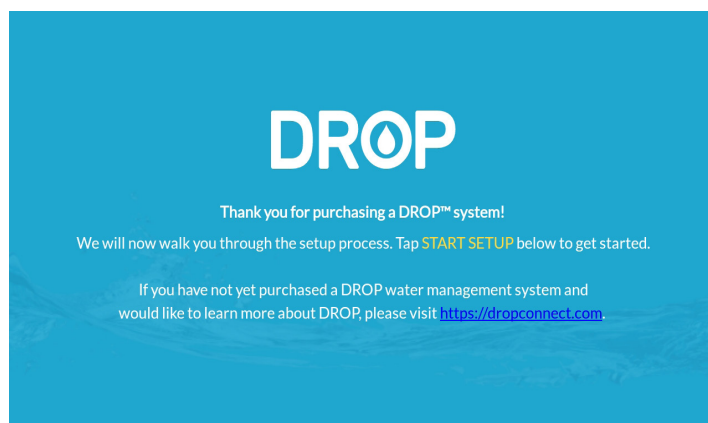 DROP
Thank you for purchasing a DROP™ system!
We will now walk you through the setup process. Tap START SETUP below to get started.
If you have not yet purchased a DROP water management system and
would like to learn more about DROP, please visit https://dropconnect.com.